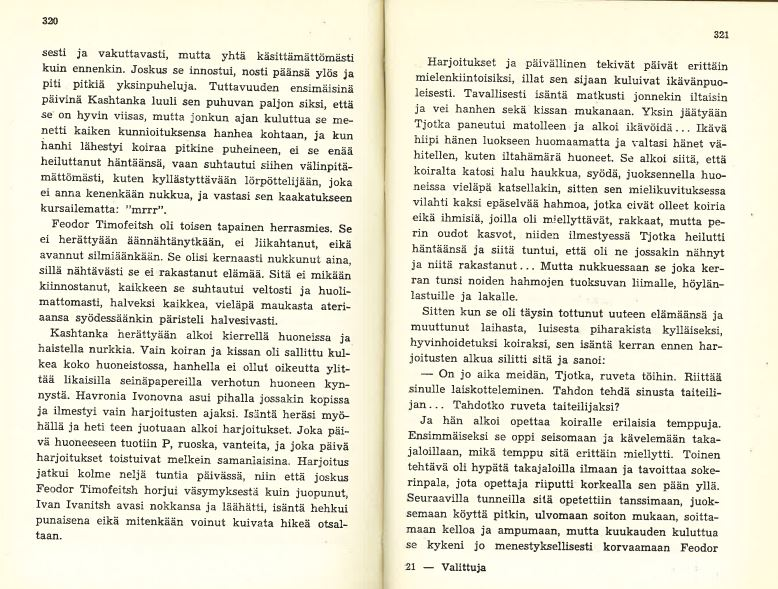 320
sesti ja vakuttavasti, mutta yhtä käsittämättömästi
kuin ennenkin. Joskus se innostui, nosti päänsä ylös ja
piti pitkiä yksinpuheluja. Tuttavuuden ensimäisinä
päivinä Kashtanka luuli sen puhuvan paljon siksi, että
se on hyvin viisas, mutta jonkun ajan kuluttua se me-
netti kaiken kunnioituksensa hanhea kohtaan, ja kun
hanhi lähestyi koiraa pitkine puheineen, ei se enää
heiluttanut häntäänsä, vaan suhtautui siihen välinpitä-
mättömästi, kuten kyllästyttävään lörpöttelijään, joka
ei anna kenenkään nukkua, ja vastasi sen kaakatukseen
kursailematta: ”mrrr”.
Feodor Timofeitsh oli toisen tapainen herrasmies. Se
ei herättyään äännähtänytkään, ei liikahtanut, eikä
avannut silmiäänkään. Se olisi kernaasti nukkunut aina,
sillä nähtävästi se ei rakastanut elämää. Sitä ei mikään
kiinnostanut, kaikkeen se suhtautui veltosti ja huoli-
mattomasti, halveksi kaikkea, vieläpä maukasta ateri-
aansa syödessäänkin päristeli halvesivasti.
Kashtanka herättyään alkoi kierrellä huoneissa ja
haistella nurkkia. Vain koiran ja kissan oli sallittu kul-
kea koko huoneistossa, hanhella ei ollut oikeutta ylit-
tää likaisilla seinäpapereilla verhotun huoneen kyn-
nystä. Havronia Ivonovna asui pihalla jossakin kopissa
ja ilmestyi vain harjoitusten ajaksi. Isäntä heräsi myö-
hällä ja heti teen juotuaan alkoi harjoitukset. Joka päi-
vä huoneeseen tuotiin P, ruoska, vanteita, ja joka päivä
harjoitukset toistuivat melkein samanlaisina. Harjoitus
jatkui kolme neljä tuntia päivässä, niin että joskus
Feodor Timofeitsh horjui väsymyksestä kuin juopunut,
Ivan Ivanitsh avasi nokkansa ja läähätti, isäntä hehkui
punaisena eikä mitenkään voinut kuivata hikeä otsal-
taan.
321
Harjoitukset ja päivällinen tekivät päivät erittäin
mielenkiintoisiksi, illat sen sijaan kuluivat ikävänpuo-
leisesti. Tavallisesti isäntä matkusti jonnekin iltaisin
ja vei hanhen sekä kissan mukanaan. Yksin jäätyään
Tjotka paneutui matolleen ja alkoi ikävöidä... Ikävä
hiipi hänen luokseen huomaamatta ja valtasi hänet vä-
hitellen, kuten iltahämärä huoneet. Se alkoi siitä, että
koiralta katosi halu haukkua, syödä, juoksennella huo-
neissa vieläpä katsellakin, sitten sen mielikuvituksessa
vilahti kaksi epäselvää hahmoa, jotka eivät olleet koiria
eikä ihmisiä, joilla oli miellyttävät, rakkaat, mutta pe-
rin oudot kasvot, niiden ilmestyessä Tjotka heilutti
häntäänsä ja siitä tuntui, että oli ne jossakin nähnyt
ja niitä rakastanut... Mutta nukkuessaan se joka ker-
ran tunsi noiden hahmojen tuoksuvan liimalle, höylän-
lastuille ja lakalle.
Sitten kun se oli täysin tottunut uuteen elämäänsä ja
muuttunut laihasta, luisesta piharakista kylläiseksi,
hyvinhoidetuksi koiraksi, sen isäntä kerran ennen har-
joitusten alkua silitti sitä ja sanoi:
— On jo aika meidän, Tjotka, ruveta töihin. Riittää
sinulle laiskotteleminen. Tahdon tehdä sinusta taiteili-
jan... Tahdotko ruveta taiteilijaksi?
Ja hän alkoi opettaa koiralle erilaisia temppuja.
Ensimmäiseksi se oppi seisomaan ja kävelemään taka-
jaloillaan, mikä temppu sitä erittäin miellytti. Toinen
tehtävä oli hypätä takajaloilla ilmaan ja tavoittaa soke-
rinpala, jota opettaja riiputti korkealla sen pään yllä.
Seuraavilla tunneilla sitä opetettiin tanssimaan, juok-
semaan köyttä pitkin, ulvomaan soiton mukaan, soitta-
maan kelloa ja ampumaan, mutta kuukauden kuluttua
se kykeni jo menestyksellisesti korvaamaan Feodor
21 — Valittuja